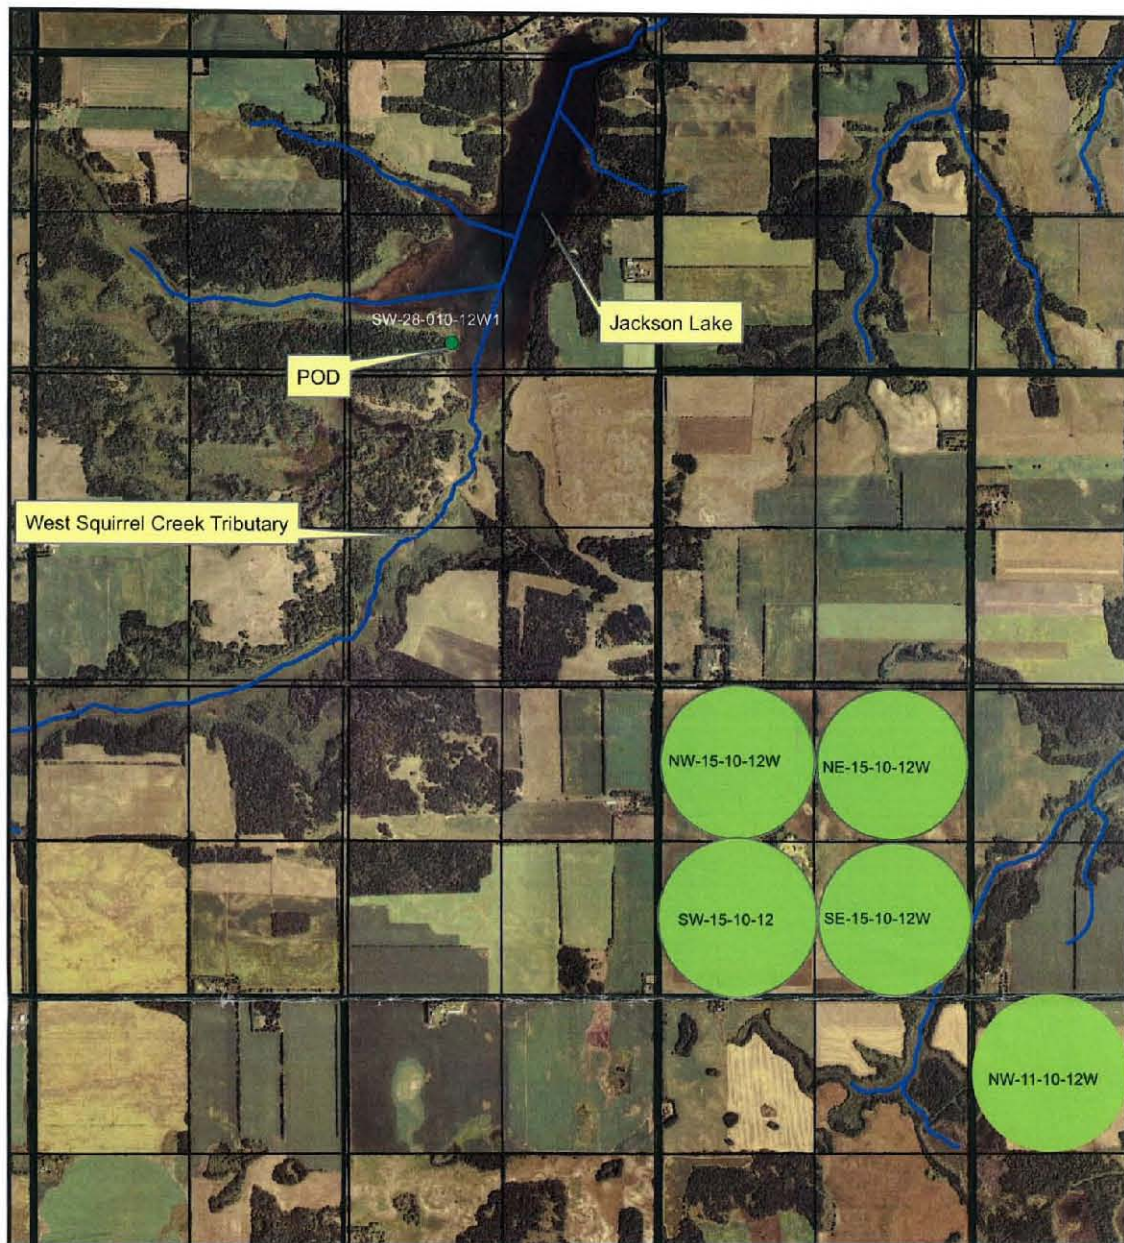 SW-28-010-12W1
Jackson Lake
POD
West Squirrel Creek Tributary
NW-15-10-12W
NE-15-10-12W
SW-15-10-12
SE-15-10-12W
NW-11-10-12W